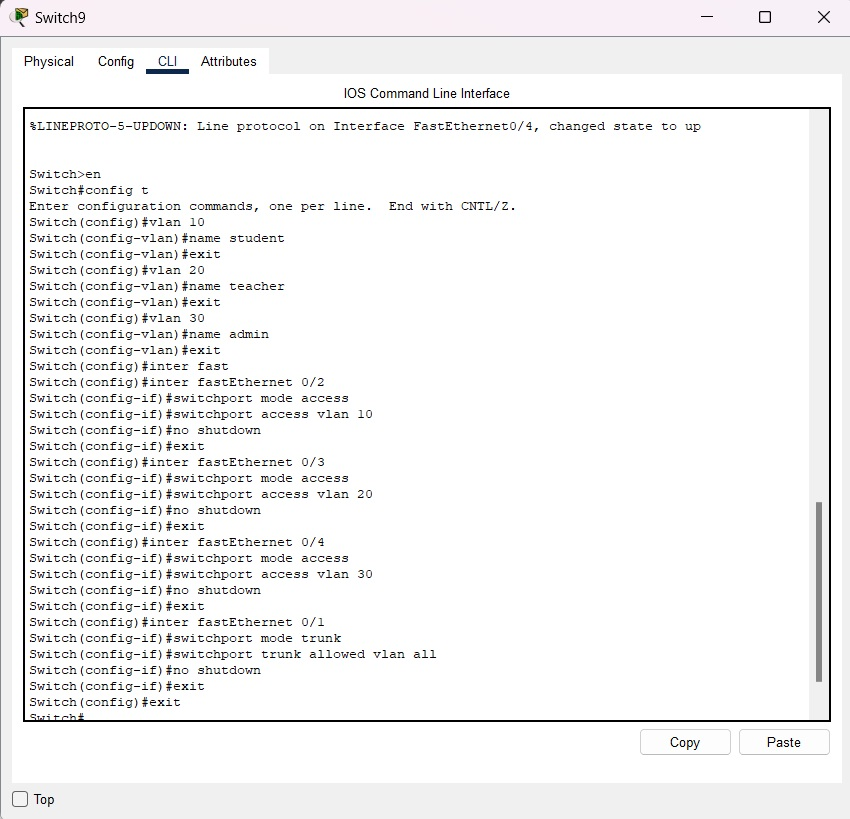 Switch9
Physical Config CLI Attributes
IOS Command Line Interface
%LINEPROTO-5-UPDOWN: Line protocol on Interface FastEthernet0/4, changed state to up
Switch>en
Switch#config t
Enter configuration commands, one per line.  End with CNTL/Z.
Switch(config)#vlan 10
Switch(config-vlan)#name student
Switch(config-vlan)#exit
Switch(config)#vlan 20
Switch(config-vlan)#name teacher
Switch(config-vlan)#exit
Switch(config)#vlan 30
Switch(config-vlan)#name admin
Switch(config-vlan)#exit
Switch(config)#inter fast
Switch(config)#inter fastEthernet 0/2
Switch(config-if)#switchport mode access
Switch(config-if)#switchport access vlan 10
Switch(config-if)#no shutdown
Switch(config-if)#exit
Switch(config)#inter fastEthernet 0/3
Switch(config-if)#switchport mode access
Switch(config-if)#switchport access vlan 20
Switch(config-if)#no shutdown
Switch(config-if)#exit
Switch(config)#inter fastEthernet 0/4
Switch(config-if)#switchport mode access
Switch(config-if)#switchport access vlan 30
Switch(config-if)#no shutdown
Switch(config-if)#exit
Switch(config)#inter fastEthernet 0/1
Switch(config-if)#switchport mode trunk
Switch(config-if)#switchport trunk allowed vlan all
Switch(config-if)#no shutdown
Switch(config-if)#exit
Switch(config)#exit
Switch#
Copy Paste
Top